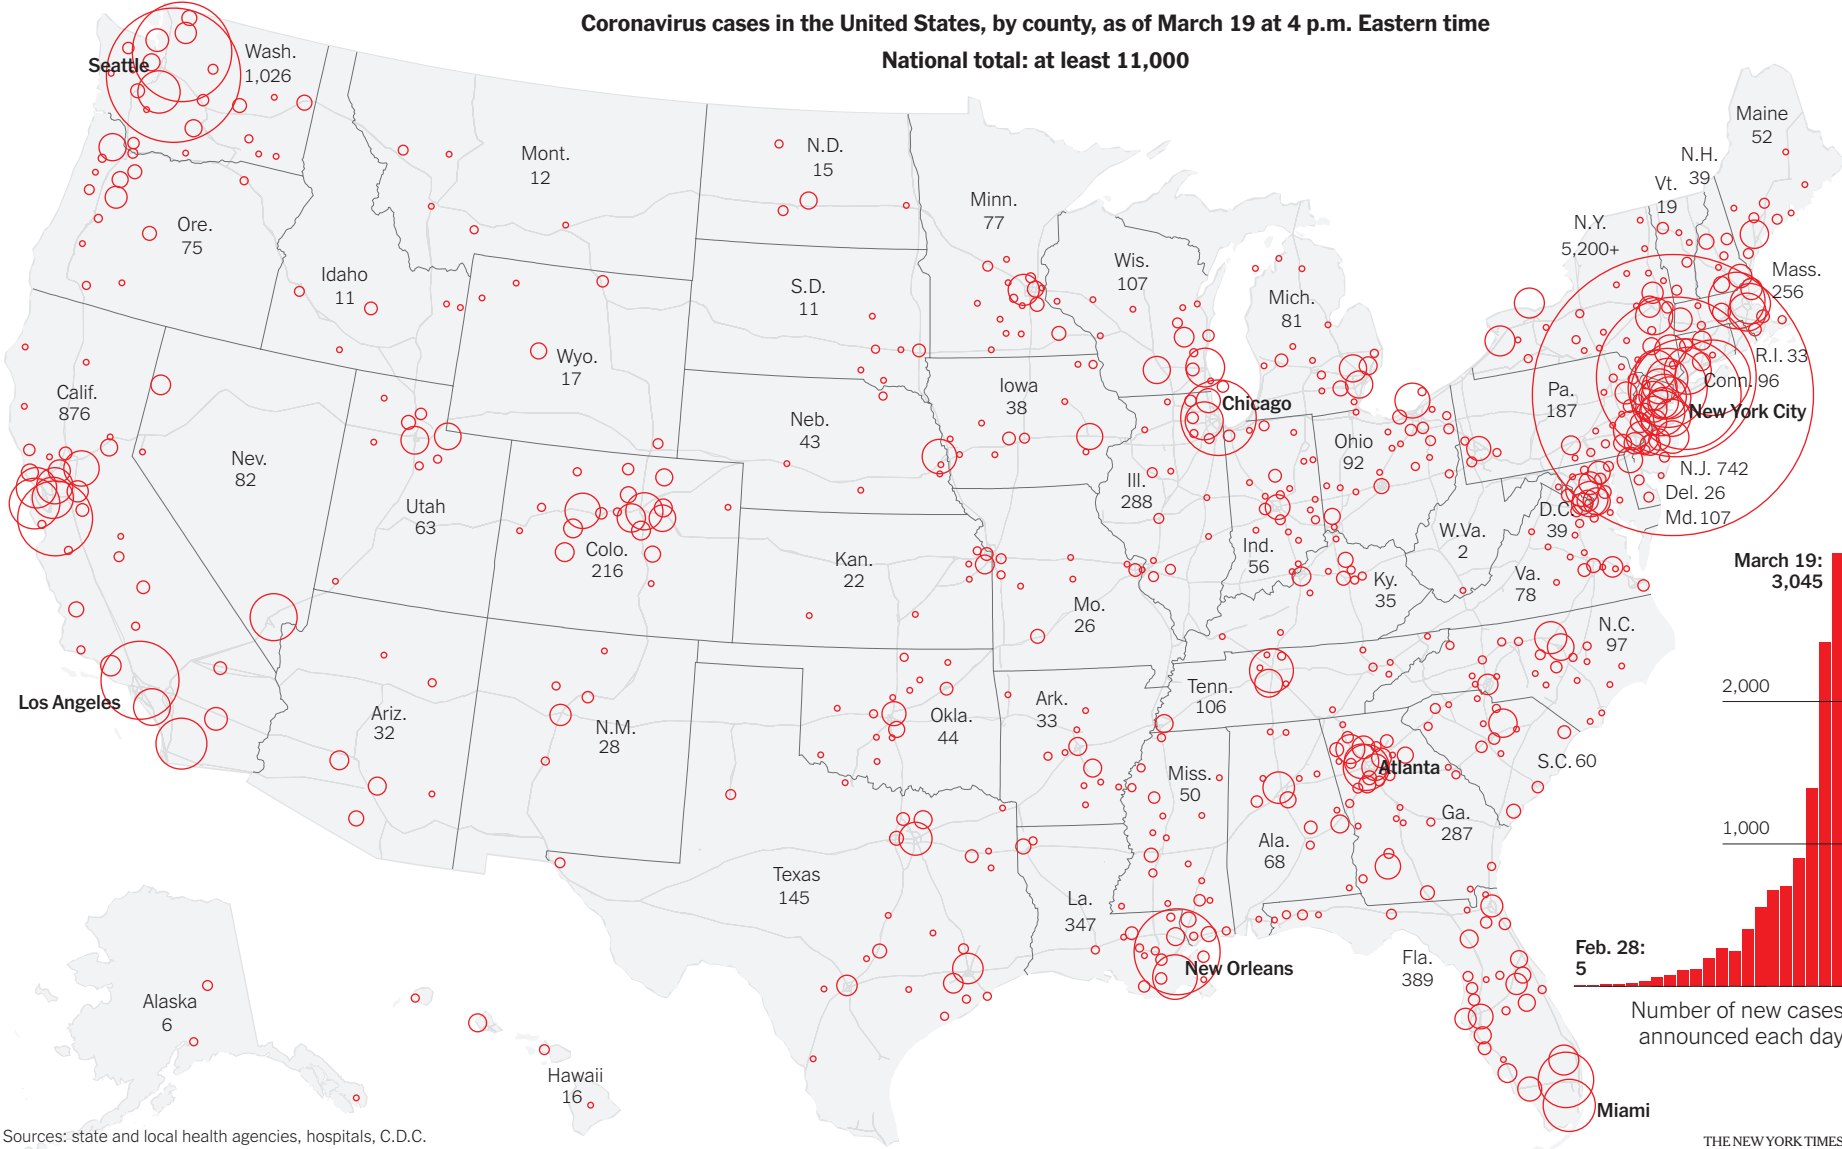 Coronavirus cases in the United States, by county, as of March 19 at 4 p.m. Eastern time
National total: at least 11,000
Wash.
1,026
Seattle
Ore.
75
Idaho
11
Mont.
12
N.D.
15
Minn.
77
S.D.
11
Wis.
107
Mich.
81
Maine
52
N.H.
39
Vt.
19
N.Y.
5,200+
Mass.
256
R.I. 33
Conn. 96
New York City
Pa.
187
N.J. 742
Del. 26
Md. 107
D.C.
39
Calif.
876
Nev.
82
Utah
63
Wyo.
17
Colo.
216
Neb.
43
Iowa
38
Chicago
Ill.
288
Ind.
56
Ohio
92
W.Va.
2
Va.
78
Ky.
35
Kan.
22
Mo.
26
N.C.
97
Tenn.
106
S.C. 60
Los Angeles
Ariz.
32
N.M.
28
Okla.
44
Ark.
33
Miss.
50
Ala.
68
Atlanta
Ga.
287
Texas
145
La.
347
New Orleans
Fla.
389
Miami
Alaska
6
Hawaii
16
March 19:
3,045
2,000
1,000
Feb. 28:
5
Number of new cases
announced each day
Sources: state and local health agencies, hospitals, C.D.C.
THE NEW YORK TIMES